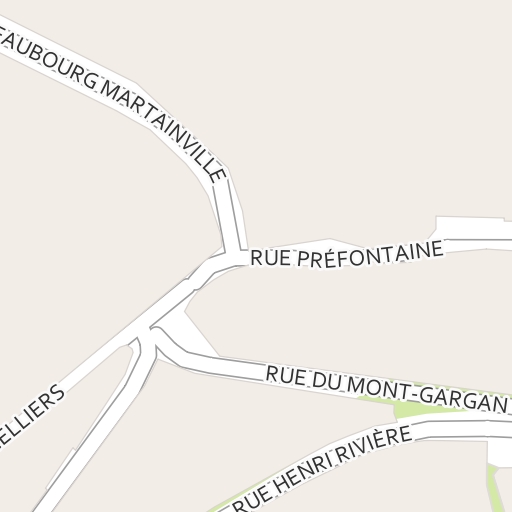 FAUBOURG MARTAINVILLE
RUE PRÉFONTAINE
RUE DU MONT-GARGAN
RUE HENRI RIVIÈRE
ELLIERS